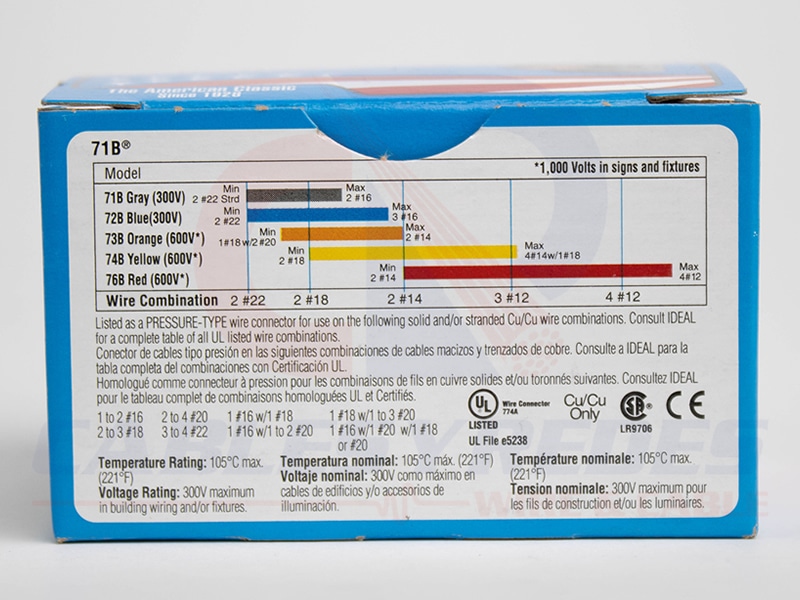 The American Classic
Since 1928
71B®
Model
*1,000 Volts in signs and fixtures
71B Gray (300V) Min 2 #22 Strd Max 2 #16
72B Blue(300V) Min 2 #22 Max 3 #16
73B Orange (600V*) Min 1#18 w/2 #20 Max 2 #14
74B Yellow (600V*) Min 2 #18 Max 4#14w/1#18
76B Red (600V*) Min 2 #14 Max 4#12
Wire Combination 2 #22 2 #18 2 #14 3 #12 4 #12
Listed as a PRESSURE-TYPE wire connector for use on the following solid and/or stranded Cu/Cu wire combinations. Consult IDEAL
for a complete table of all UL listed wire combinations.
Conector de cables tipo presión en las siguientes combinaciones de cables macizos y trenzados de cobre. Consulte a IDEAL para la
tabla completa del combinaciones con Certificación UL.
Homologué comme connecteur à pression pour les combinaisons de fils en cuivre solides et/ou toronnés suivantes. Consultez IDEAL
pour le tableau complet de combinaisons homologuées UL et Certifiés.
1 to 2 #16 2 to 4 #20 1 #16 w/1 #18 1 #18 w/1 to 3 #20
2 to 3 #18 3 to 4 #22 1 #16 w/1 to 2 #20 1 #16 w/1 #20 w/1 #18
or #20
UL
LISTED
Wire Connector
774A
UL File e5238
Cu/Cu
Only
SA
LR9706
CE
Temperature Rating: 105°C max.
(221°F)
Voltage Rating: 300V maximum
in building wiring and/or fixtures.
Temperatura nominal: 105°C máx. (221°F)
Voltaje nominal: 300V como máximo en
cables de edificios y/o accesorios de
illuminación.
Température nominale: 105°C max.
(221°F)
Tension nominale: 300V maximum pour
les fils de construction et/ou les luminaires.
CABLE Y REDES